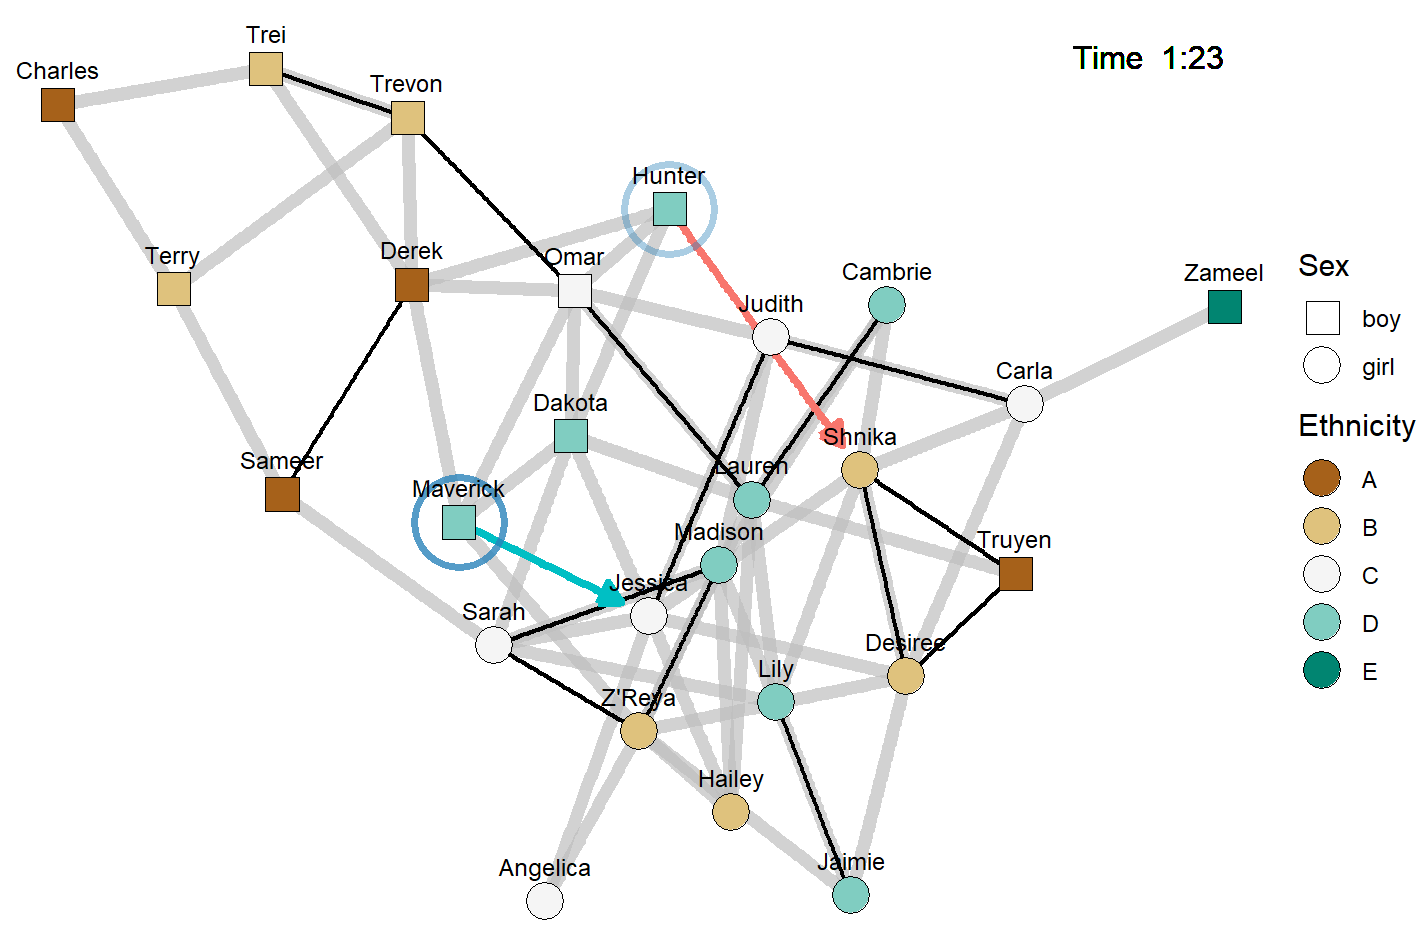 Trei
Time 1:23
Charles
Trevon
Hunter
Terry
Derek
Omar
Cambrie
Zameel
Sex
Judith
boy
girl
Carla
Dakota
Ethnicity
Shnika
Sameer
Lauren
A
Maverick
B
Madison
Truyen
C
Jessica
Sarah
D
Desiree
Lily
E
Z'Reya
Hailey
Angelica
Jaimie